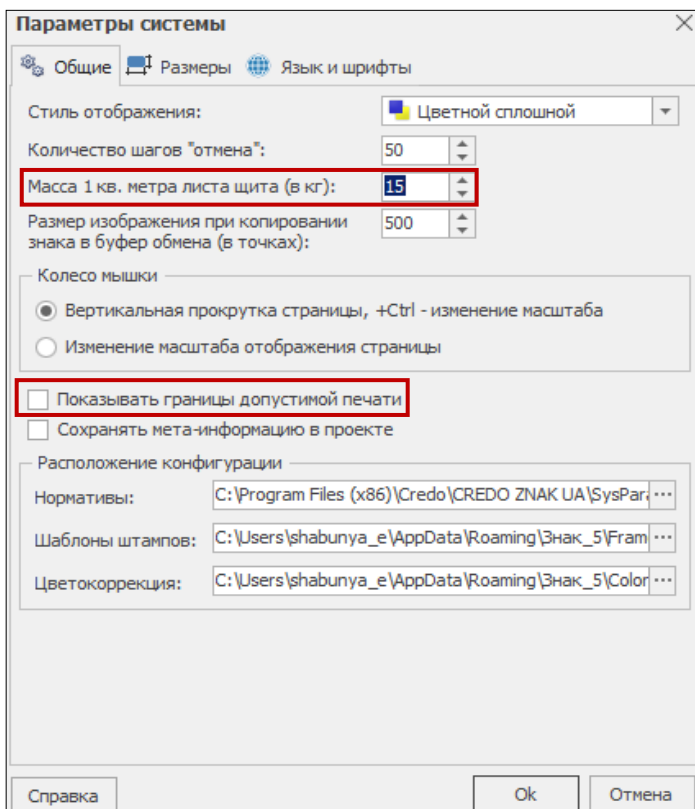 Параметры системы
Общие Размеры Язык и шрифты
Стиль отображения: Цветной сплошной
Количество шагов "отмена": 50
Масса 1 кв. метра листа щита (в кг): 15
Размер изображения при копировании 500
знака в буфер обмена (в точках):
Колесо мышки
Вертикальная прокрутка страницы, +Ctrl - изменение масштаба
Изменение масштаба отображения страницы
Показывать границы допустимой печати
Сохранять мета-информацию в проекте
Расположение конфигурации
Нормативы: C:\Program Files (x86)\Credo\CREDO ZNAK UA\SysPara ...
Шаблоны штампов: C:\Users\shabunya_e\AppData\Roaming\Знак_5\Fram ...
Цветокоррекция: C:\Users\shabunya_e\AppData\Roaming\Знак_5\Color ...
Справка Ok Отмена